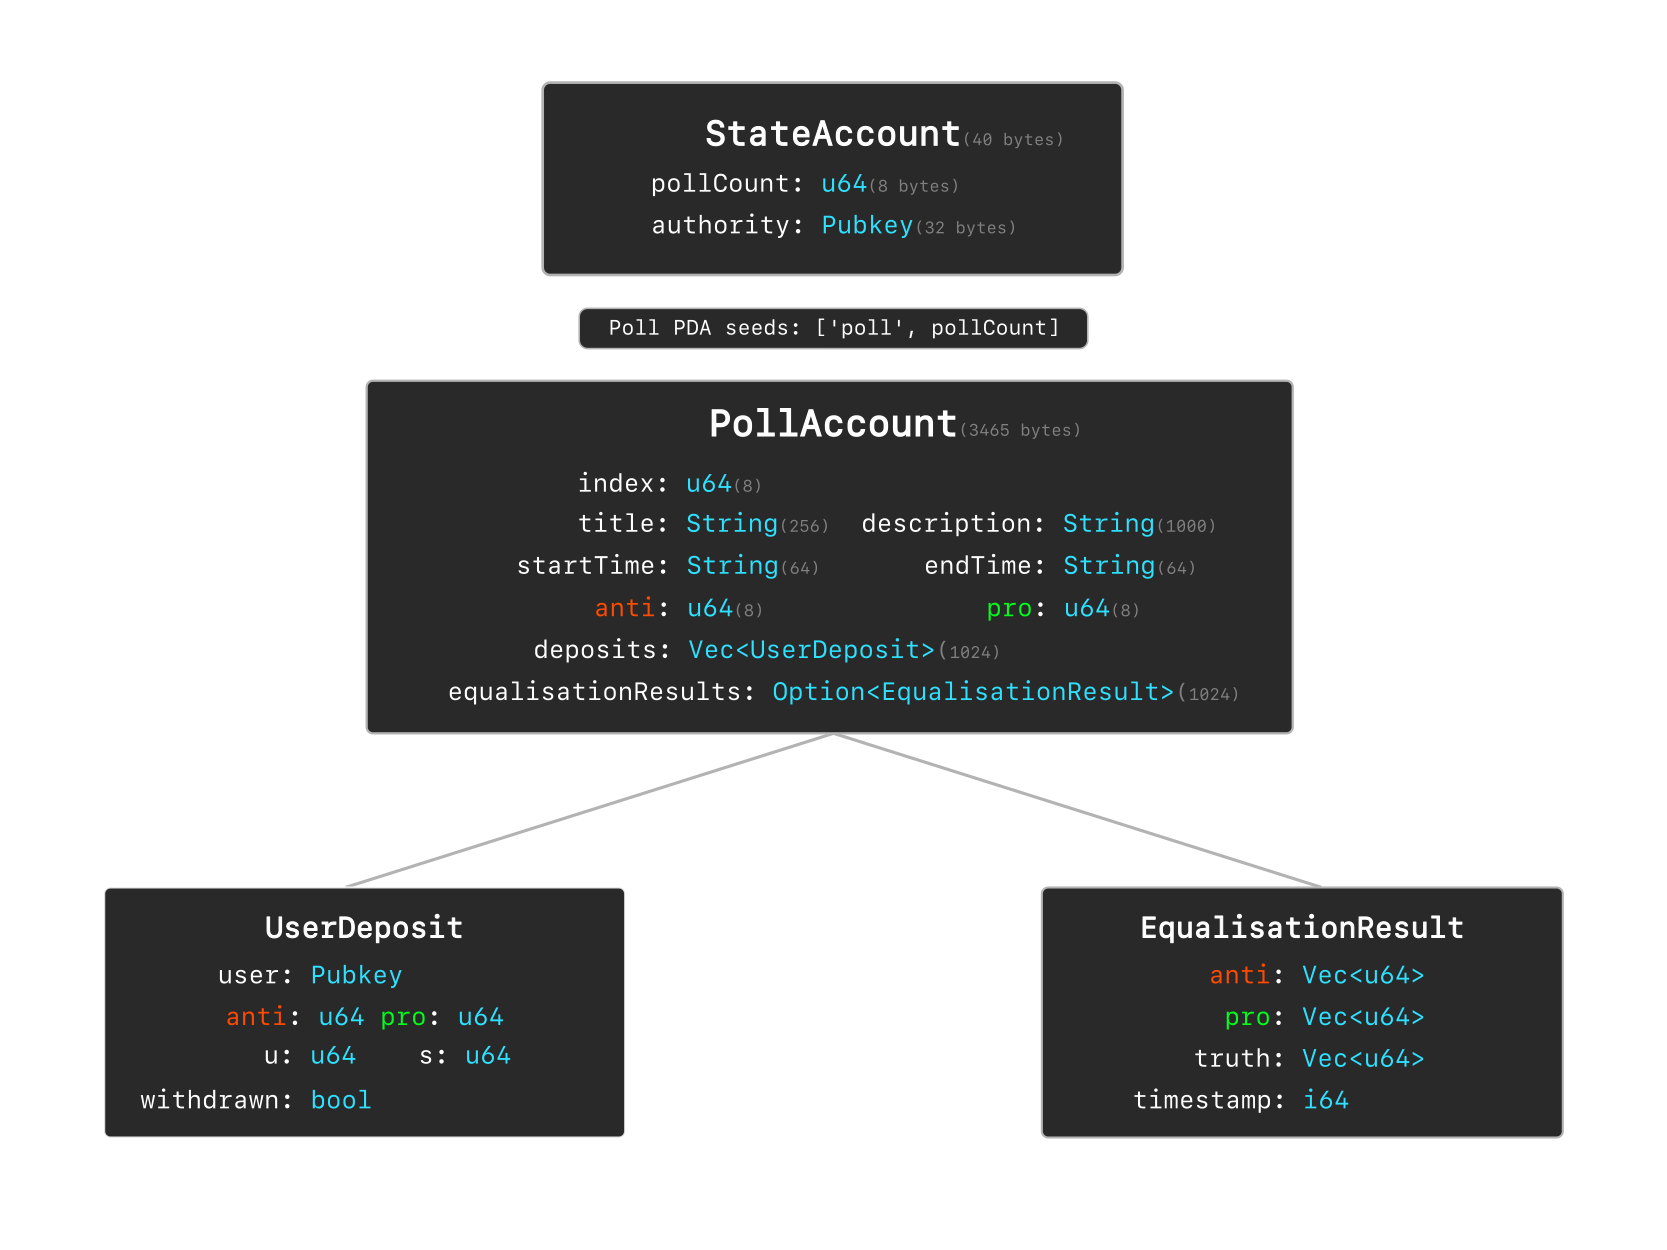 StateAccount(40 bytes)
pollCount: u64(8 bytes)
authority: Pubkey(32 bytes)
Poll PDA seeds: ['poll', pollCount]
PollAccount(3465 bytes)
index: u64(8)
title: String(256) description: String(1000)
startTime: String(64) endTime: String(64)
anti: u64(8) pro: u64(8)
deposits: Vec<UserDeposit>(1024)
equalisationResults: Option<EqualisationResult>(1024)
UserDeposit
user: Pubkey
anti: u64 pro: u64
u: u64 s: u64
withdrawn: bool
EqualisationResult
anti: Vec<u64>
pro: Vec<u64>
truth: Vec<u64>
timestamp: i64